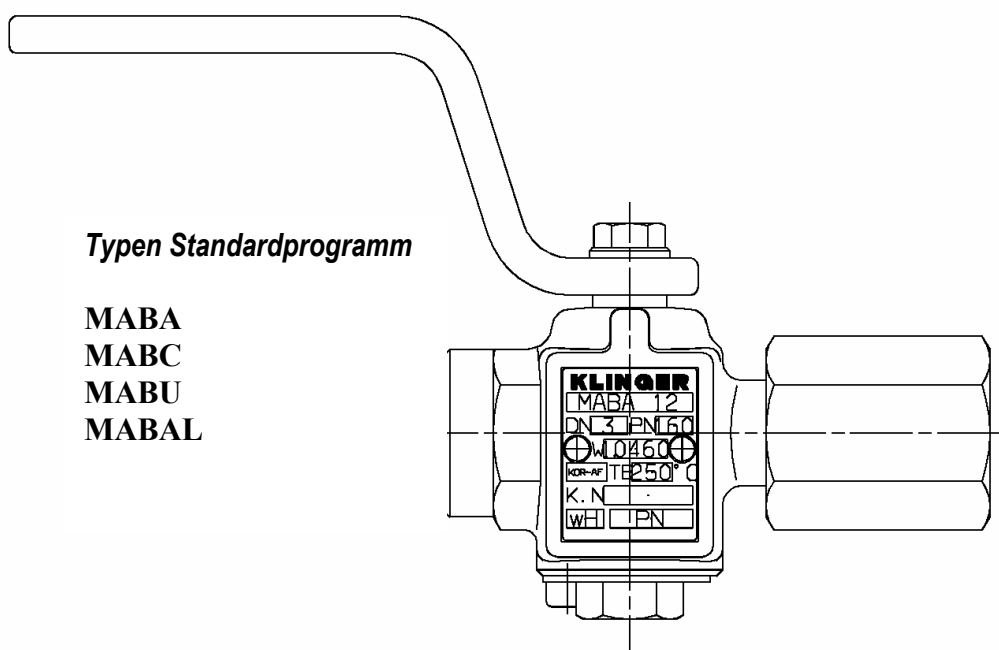 Typen Standardprogramm
MABA
MABC
MABU
MABAL
KLINGER
MABA 12
DN 3 PN 160
W 1.0460
KOR-AF TB 250°C
K.N -
WH PN